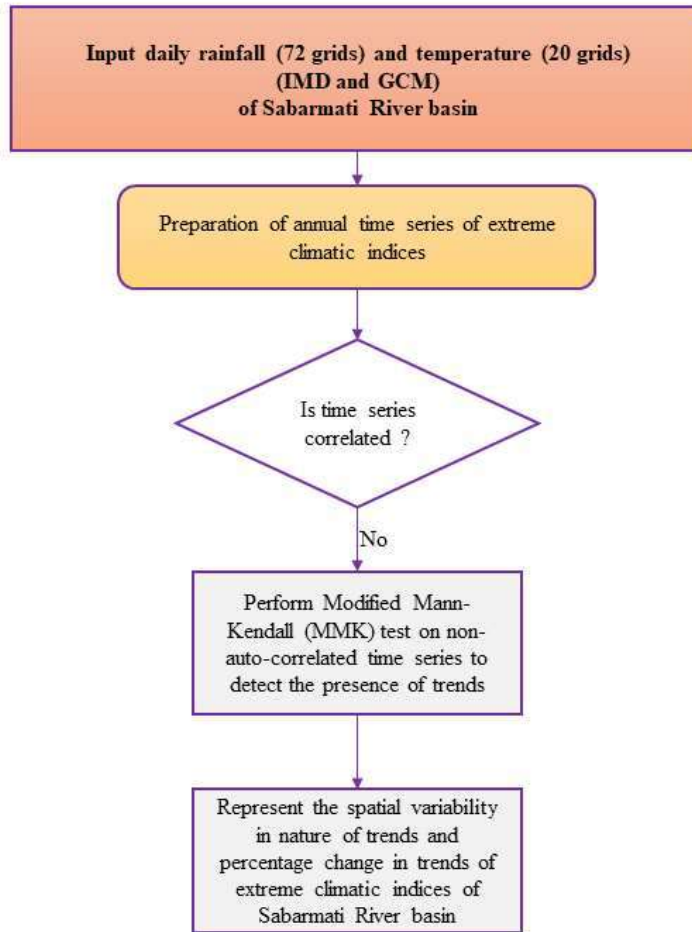 Input daily rainfall (72 grids) and temperature (20 grids)
(IMD and GCM)
of Sabarmati River basin
Preparation of annual time series of extreme
climatic indices
Is time series
correlated ?
No
Perform Modified Mann-
Kendall (MMK) test on non-
auto-correlated time series to
detect the presence of trends
Represent the spatial variability
in nature of trends and
percentage change in trends of
extreme climatic indices of
Sabarmati River basin